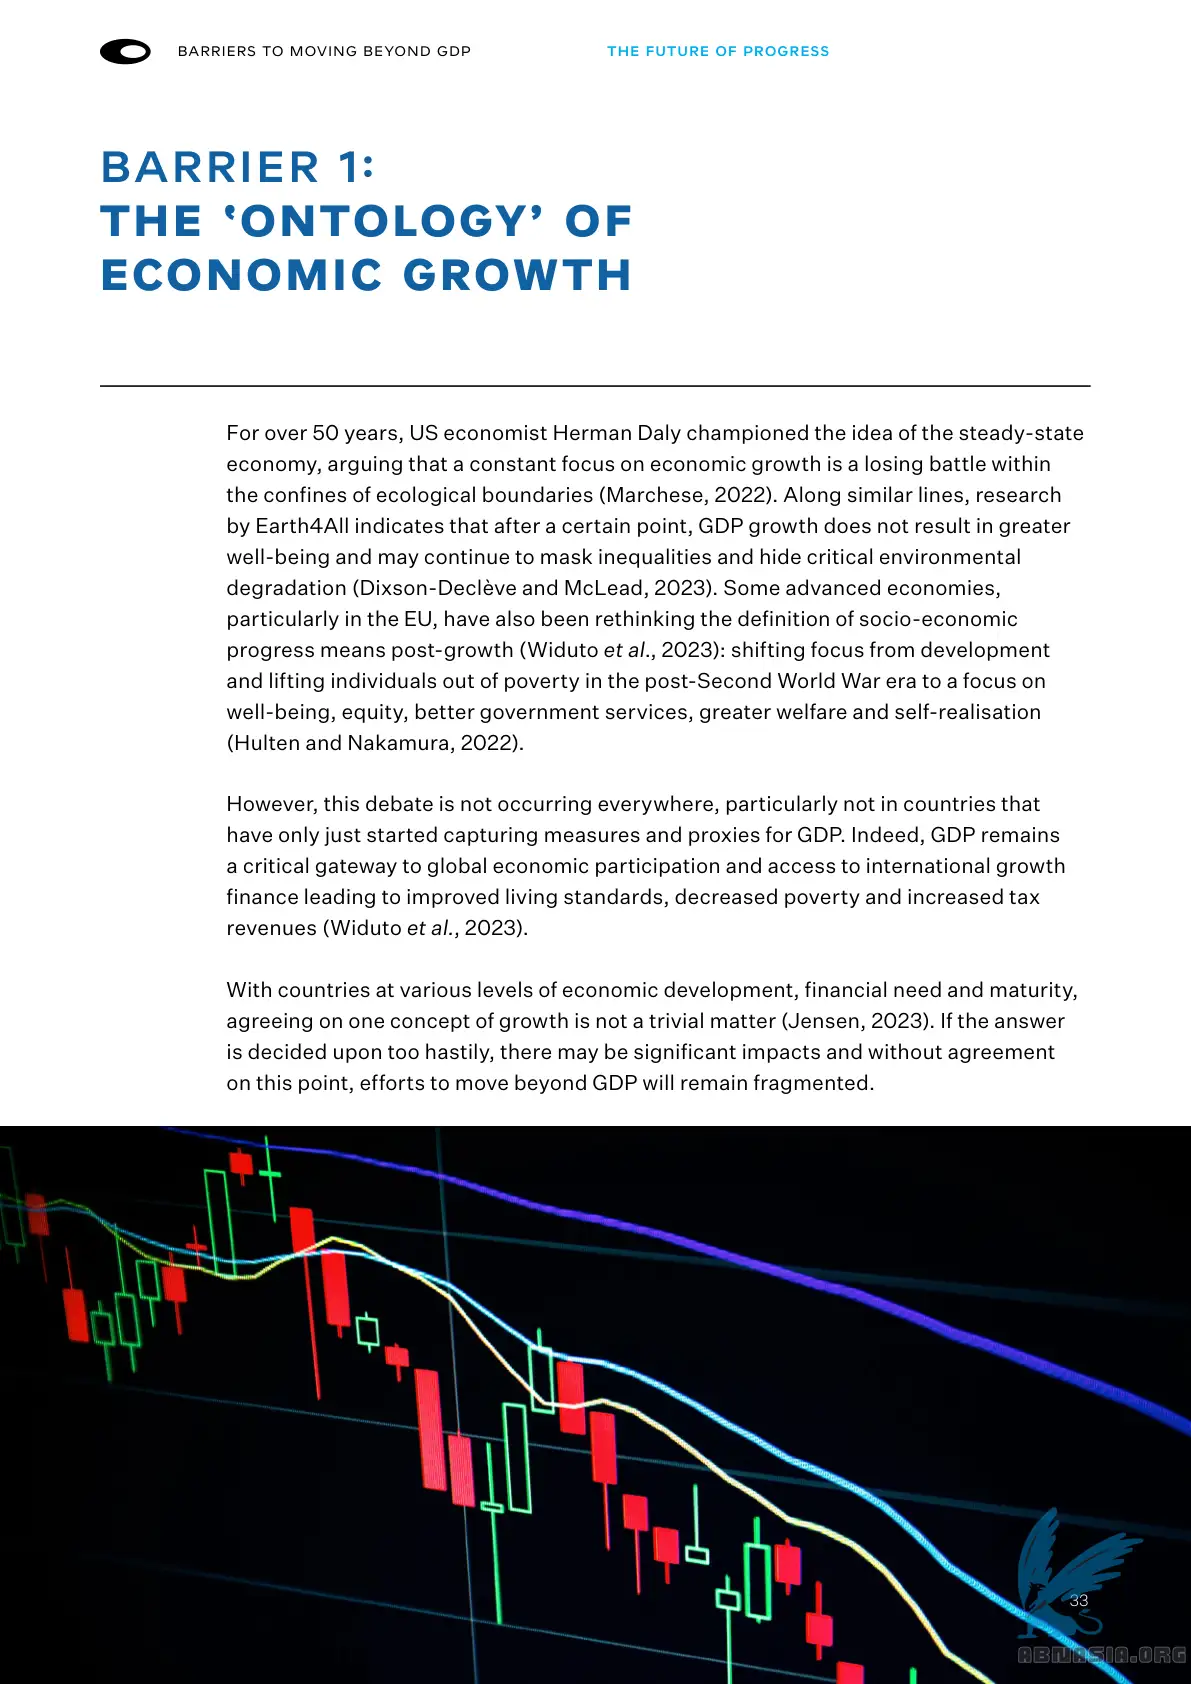 BARRIERS TO MOVING BEYOND GDP
THE FUTURE OF PROGRESS
BARRIER 1:
THE ‘ONTOLOGY’ OF
ECONOMIC GROWTH
For over 50 years, US economist Herman Daly championed the idea of the steady-state
economy, arguing that a constant focus on economic growth is a losing battle within
the confines of ecological boundaries (Marchese, 2022). Along similar lines, research
by Earth4All indicates that after a certain point, GDP growth does not result in greater
well-being and may continue to mask inequalities and hide critical environmental
degradation (Dixson-Declève and McLead, 2023). Some advanced economies,
particularly in the EU, have also been rethinking the definition of socio-economic
progress means post-growth (Widuto et al., 2023): shifting focus from development
and lifting individuals out of poverty in the post-Second World War era to a focus on
well-being, equity, better government services, greater welfare and self-realisation
(Hulten and Nakamura, 2022).
However, this debate is not occurring everywhere, particularly not in countries that
have only just started capturing measures and proxies for GDP. Indeed, GDP remains
a critical gateway to global economic participation and access to international growth
finance leading to improved living standards, decreased poverty and increased tax
revenues (Widuto et al., 2023).
With countries at various levels of economic development, financial need and maturity,
agreeing on one concept of growth is not a trivial matter (Jensen, 2023). If the answer
is decided upon too hastily, there may be significant impacts and without agreement
on this point, efforts to move beyond GDP will remain fragmented.
33
ABNASIA.ORG